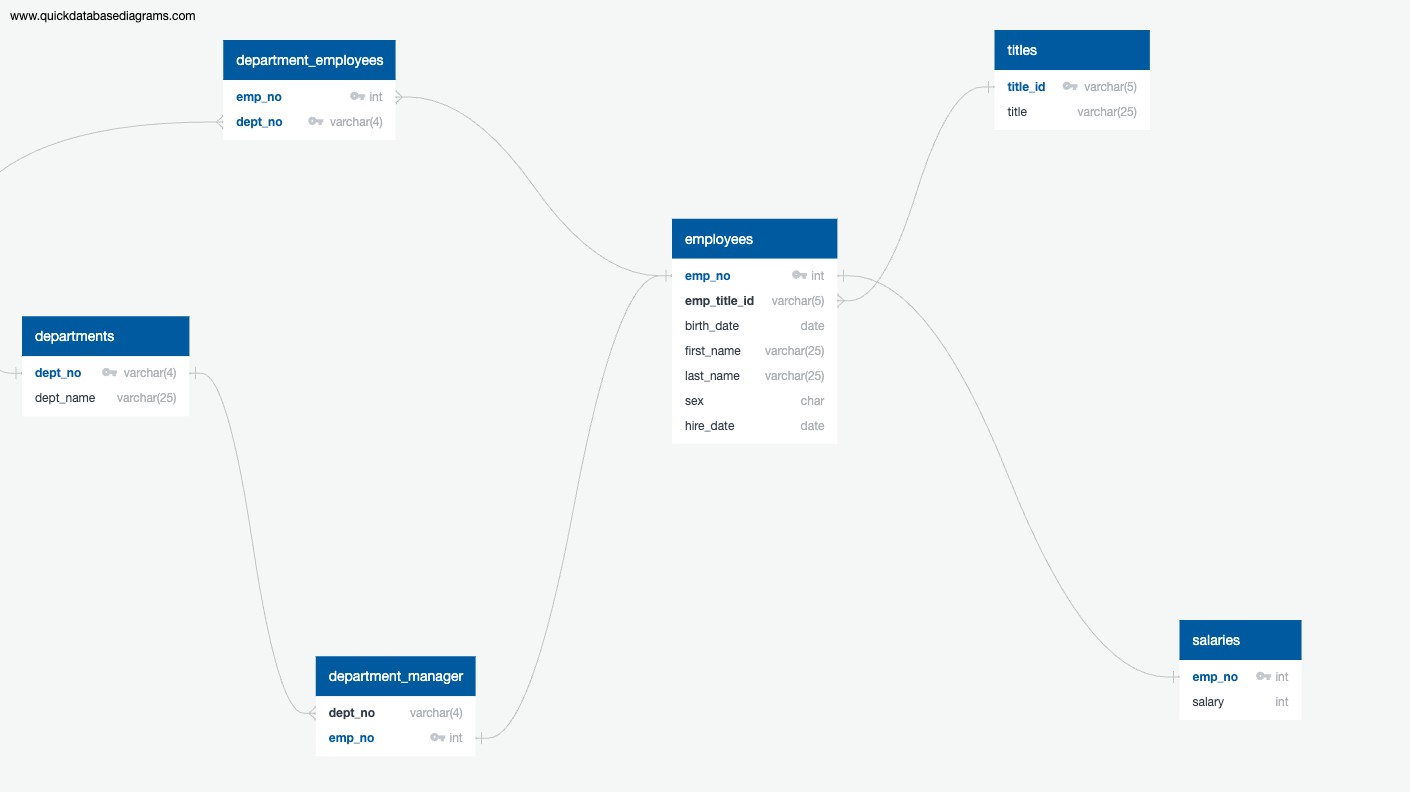 www.quickdatabasediagrams.com
department_employees
emp_no int
dept_no varchar(4)
titles
title_id varchar(5)
title varchar(25)
employees
emp_no int
emp_title_id varchar(5)
birth_date date
first_name varchar(25)
last_name varchar(25)
sex char
hire_date date
departments
dept_no varchar(4)
dept_name varchar(25)
department_manager
dept_no varchar(4)
emp_no int
salaries
emp_no int
salary int